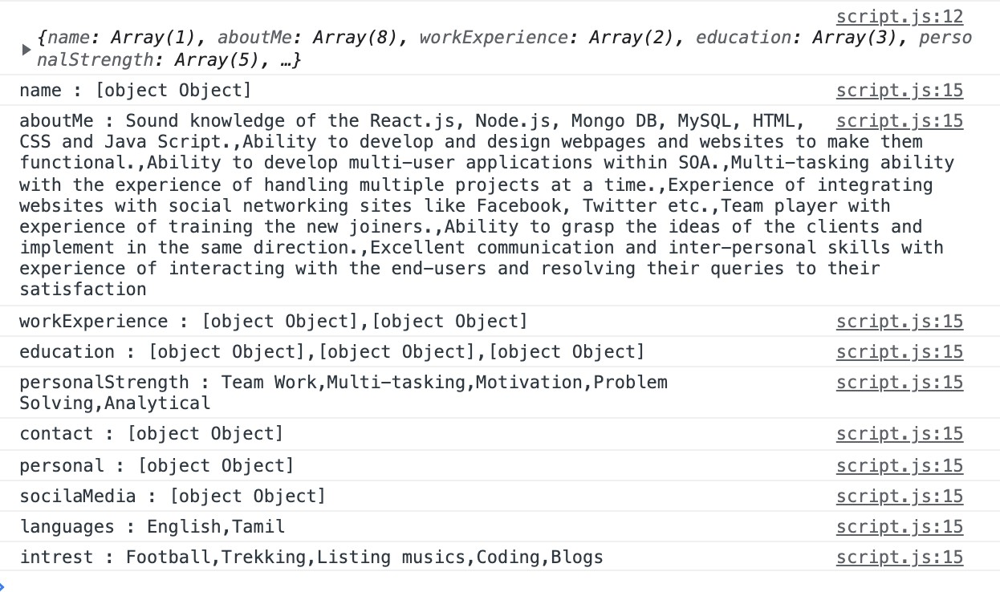 script.js:12
{name: Array(1), aboutMe: Array(8), workExperience: Array(2), education: Array(3), perso
nalStrength: Array(5), …}
name : [object Object] script.js:15
aboutMe : Sound knowledge of the React.js, Node.js, Mongo DB, MySQL, HTML, script.js:15
CSS and Java Script.,Ability to develop and design webpages and websites to make them
functional.,Ability to develop multi-user applications within SOA.,Multi-tasking ability
with the experience of handling multiple projects at a time.,Experience of integrating
websites with social networking sites like Facebook, Twitter etc.,Team player with
experience of training the new joiners.,Ability to grasp the ideas of the clients and
implement in the same direction.,Excellent communication and inter-personal skills with
experience of interacting with the end-users and resolving their queries to their
satisfaction
workExperience : [object Object],[object Object] script.js:15
education : [object Object],[object Object],[object Object] script.js:15
personalStrength : Team Work,Multi-tasking,Motivation,Problem script.js:15
Solving,Analytical
contact : [object Object] script.js:15
personal : [object Object] script.js:15
socilaMedia : [object Object] script.js:15
languages : English,Tamil script.js:15
intrest : Football,Trekking,Listing musics,Coding,Blogs script.js:15